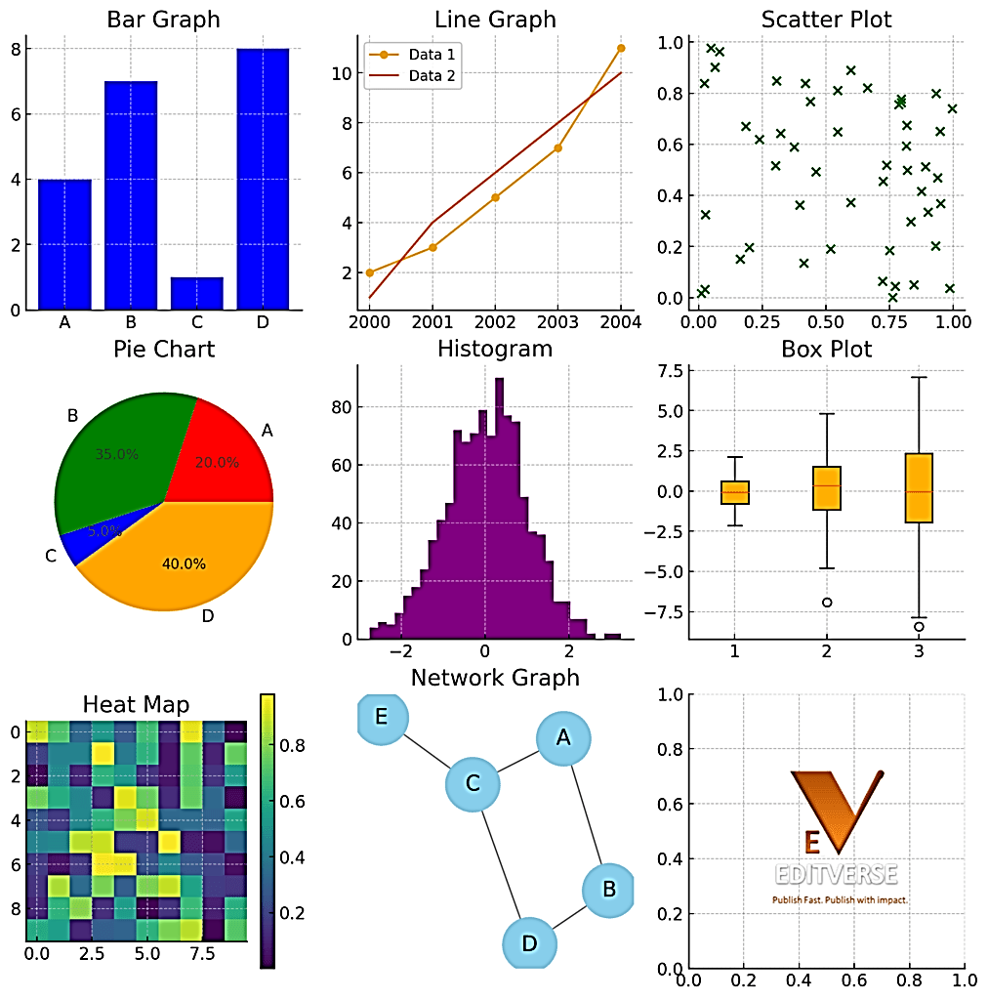 Bar Graph
8
6
4
2
0
A B C D
Line Graph
Data 1
Data 2
10
8
6
4
2
2000 2001 2002 2003 2004
Scatter Plot
1.0
0.8
0.6
0.4
0.2
0.0
0.00 0.25 0.50 0.75 1.00
Pie Chart
B
A
35.0%
20.0%
5.0%
C
40.0%
D
Histogram
80
60
40
20
0
−2 0 2
Box Plot
7.5
5.0
2.5
0.0
−2.5
−5.0
−7.5
1 2 3
Heat Map
0
2
4
6
8
0.0 2.5 5.0 7.5
0.8
0.6
0.4
0.2
Network Graph
E
A
C
B
D
1.0
0.8
0.6
0.4
0.2
0.0
0.0 0.2 0.4 0.6 0.8 1.0
E
EDITVERSE
Publish Fast. Publish with impact.